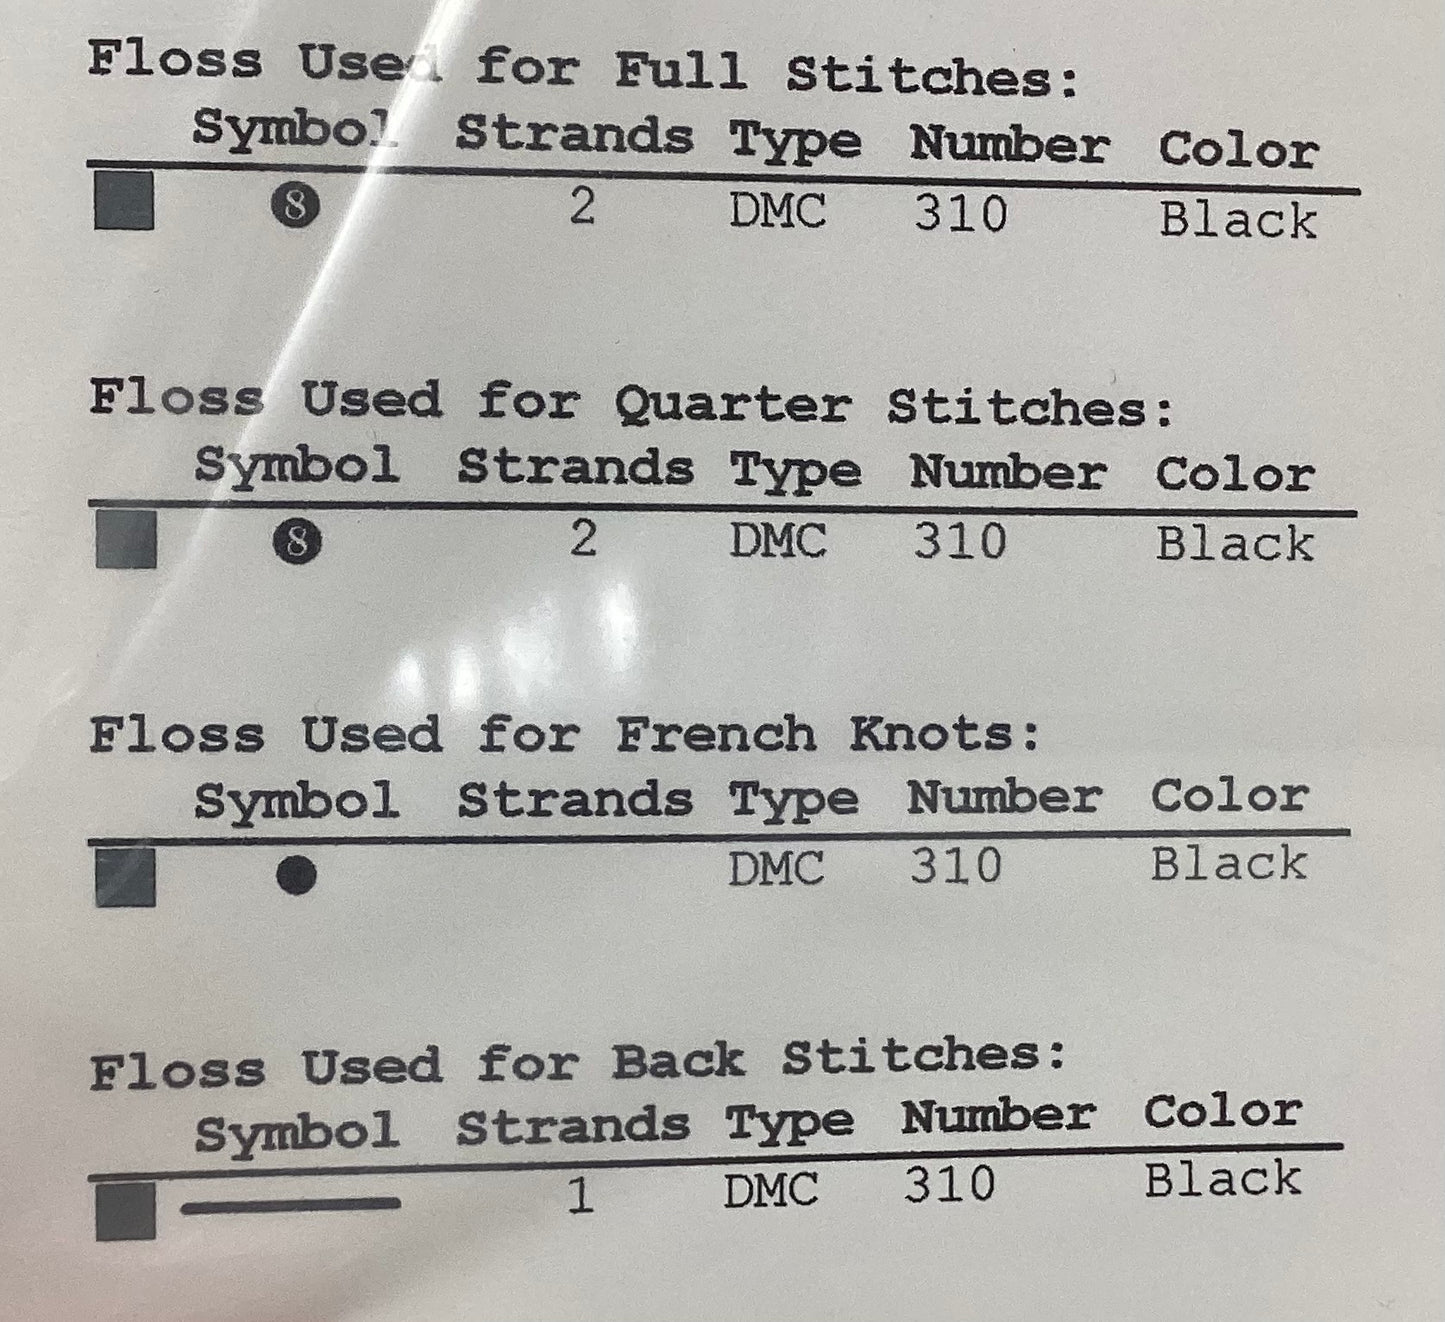 Floss Used for Full Stitches:
Symbol Strands Type Number Color
8 2 DMC 310 Black
Floss Used for Quarter Stitches:
Symbol Strands Type Number Color
8 2 DMC 310 Black
Floss Used for French Knots:
Symbol Strands Type Number Color
DMC 310 Black
Floss Used for Back Stitches:
Symbol Strands Type Number Color
1 DMC 310 Black